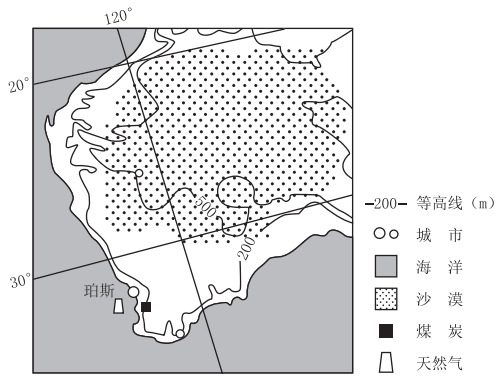 120°
20°
30°
500
200
珀斯
-200- 等高线（m）
城 市
海 洋
沙 漠
煤 炭
天然气